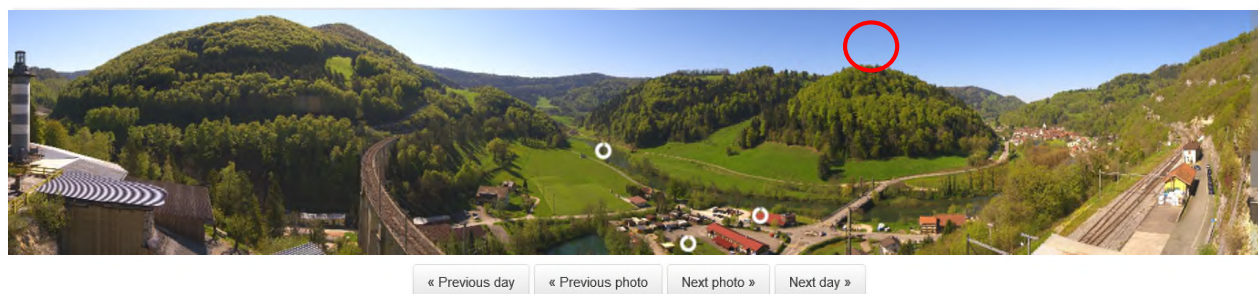 « Previous day
« Previous photo
Next photo »
Next day »